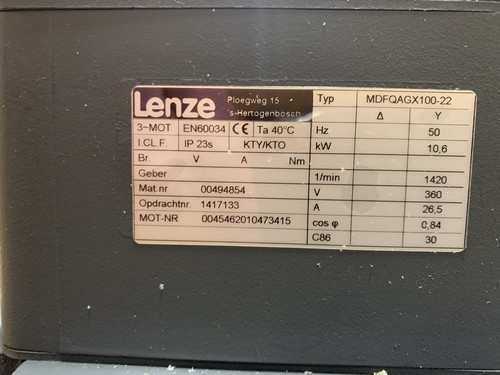 Lenze Ploegweg 15
's-Hertogenbosch
Typ MDFQAGX100-22
3~MOT EN60034 CE Ta 40°C
Δ Y
I.CL.F IP 23s KTY/KTO
Hz 50
kW 10,6
Br. V A Nm
Geber
1/min 1420
Mat.nr 00494854
V 360
Opdrachtnr. 1417133
A 26,5
MOT-NR 0045462010473415
cos φ 0,84
C86 30